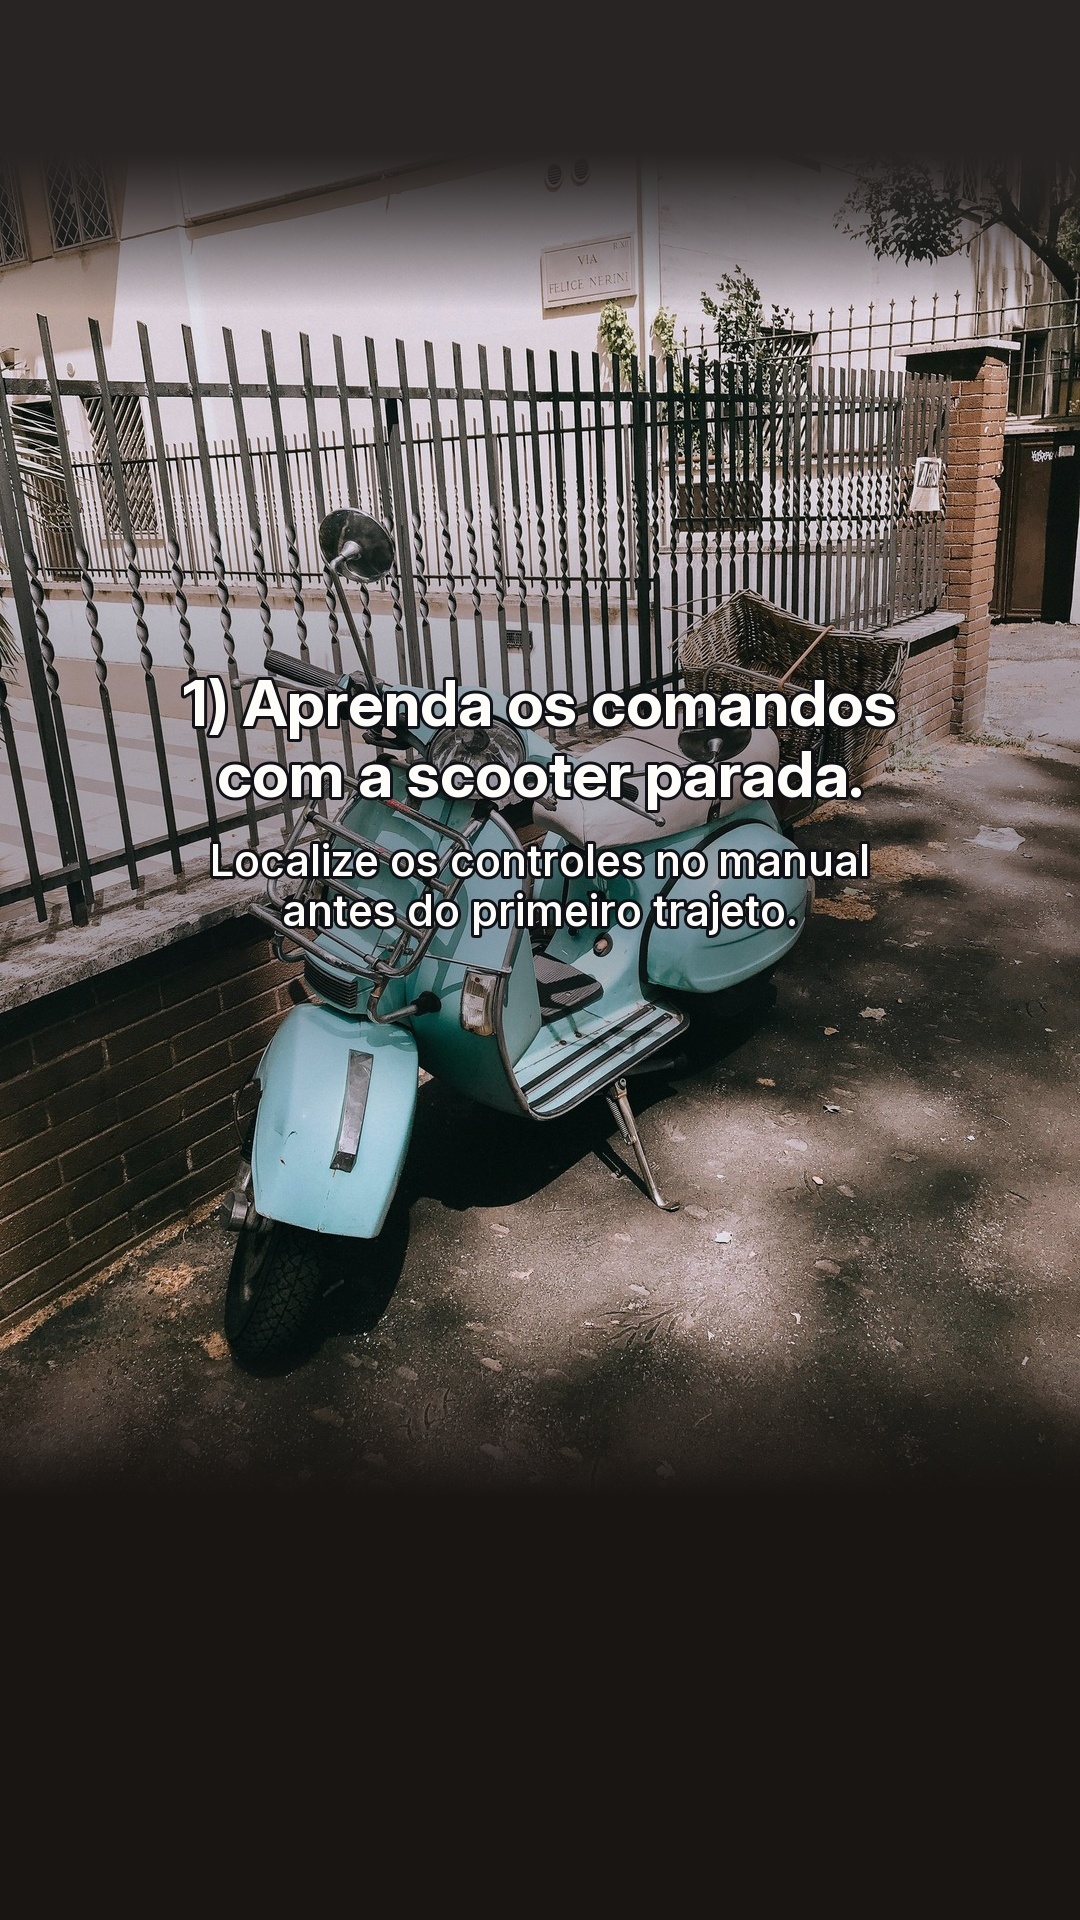 VIA
FELICE NERINI
1) Aprenda os comandos
com a scooter parada.
Localize os controles no manual
antes do primeiro trajeto.